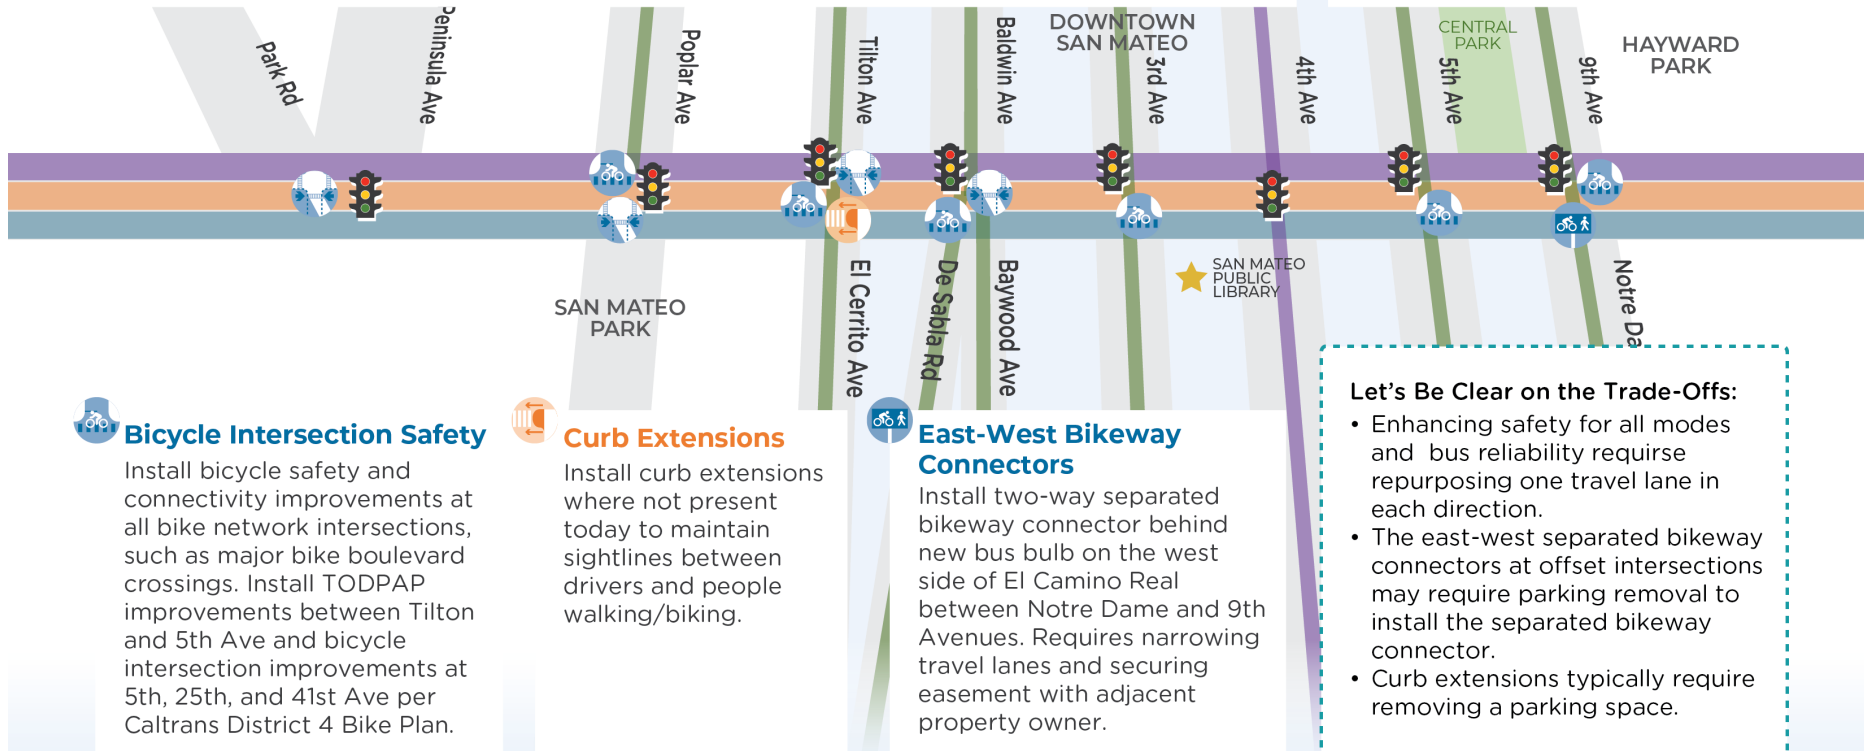 Park Rd
Peninsula Ave
Poplar Ave
Tilton Ave
Baldwin Ave
DOWNTOWN
SAN MATEO
3rd Ave
4th Ave
CENTRAL
PARK
5th Ave
9th Ave
HAYWARD
PARK
SAN MATEO
PARK
El Cerrito Ave
De Sabla Rd
Baywood Ave
SAN MATEO
PUBLIC
LIBRARY
Notre Da
Bicycle Intersection Safety
Install bicycle safety and
connectivity improvements at
all bike network intersections,
such as major bike boulevard
crossings. Install TODPAP
improvements between Tilton
and 5th Ave and bicycle
intersection improvements at
5th, 25th, and 41st Ave per
Caltrans District 4 Bike Plan.
Curb Extensions
Install curb extensions
where not present
today to maintain
sightlines between
drivers and people
walking/biking.
East-West Bikeway
Connectors
Install two-way separated
bikeway connector behind
new bus bulb on the west
side of El Camino Real
between Notre Dame and 9th
Avenues. Requires narrowing
travel lanes and securing
easement with adjacent
property owner.
Let's Be Clear on the Trade-Offs:
• Enhancing safety for all modes
and  bus reliability requirse
repurposing one travel lane in
each direction.
• The east-west separated bikeway
connectors at offset intersections
may require parking removal to
install the separated bikeway
connector.
• Curb extensions typically require
removing a parking space.